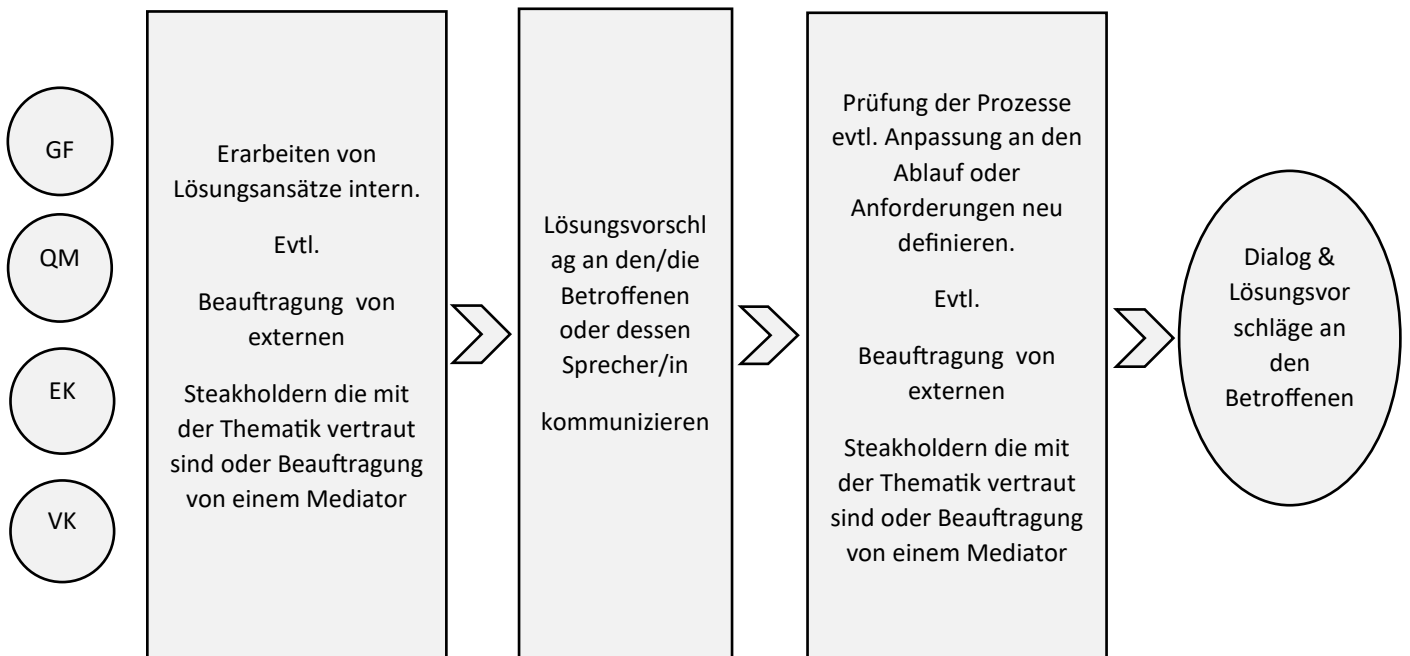 GF
QM
EK
VK
Erarbeiten von
Lösungsansätze intern.
Evtl.
Beauftragung von
externen
Steakholdern die mit
der Thematik vertraut
sind oder Beauftragung
von einem Mediator
Lösungsvorschl
ag an den/die
Betroffenen
oder dessen
Sprecher/in
kommunizieren
Prüfung der Prozesse
evtl. Anpassung an den
Ablauf oder
Anforderungen neu
definieren.
Evtl.
Beauftragung von
externen
Steakholdern die mit
der Thematik vertraut
sind oder Beauftragung
von einem Mediator
Dialog &
Lösungsvor
schläge an
den
Betroffenen